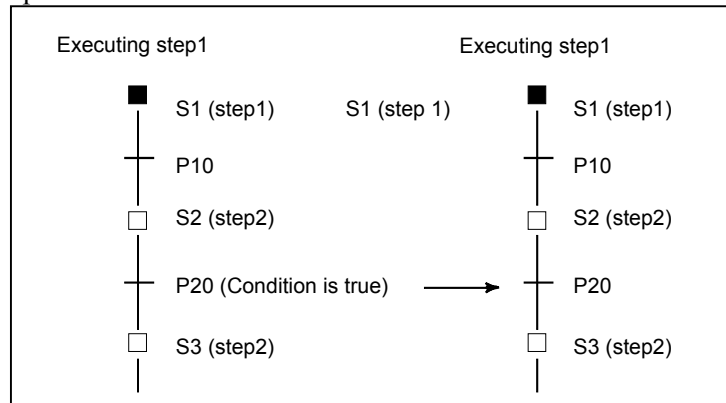 Executing step1
Executing step1
S1 (step1)
S1 (step 1)
S1 (step1)
P10
P10
S2 (step2)
S2 (step2)
P20 (Condition is true)
P20
S3 (step2)
S3 (step2)